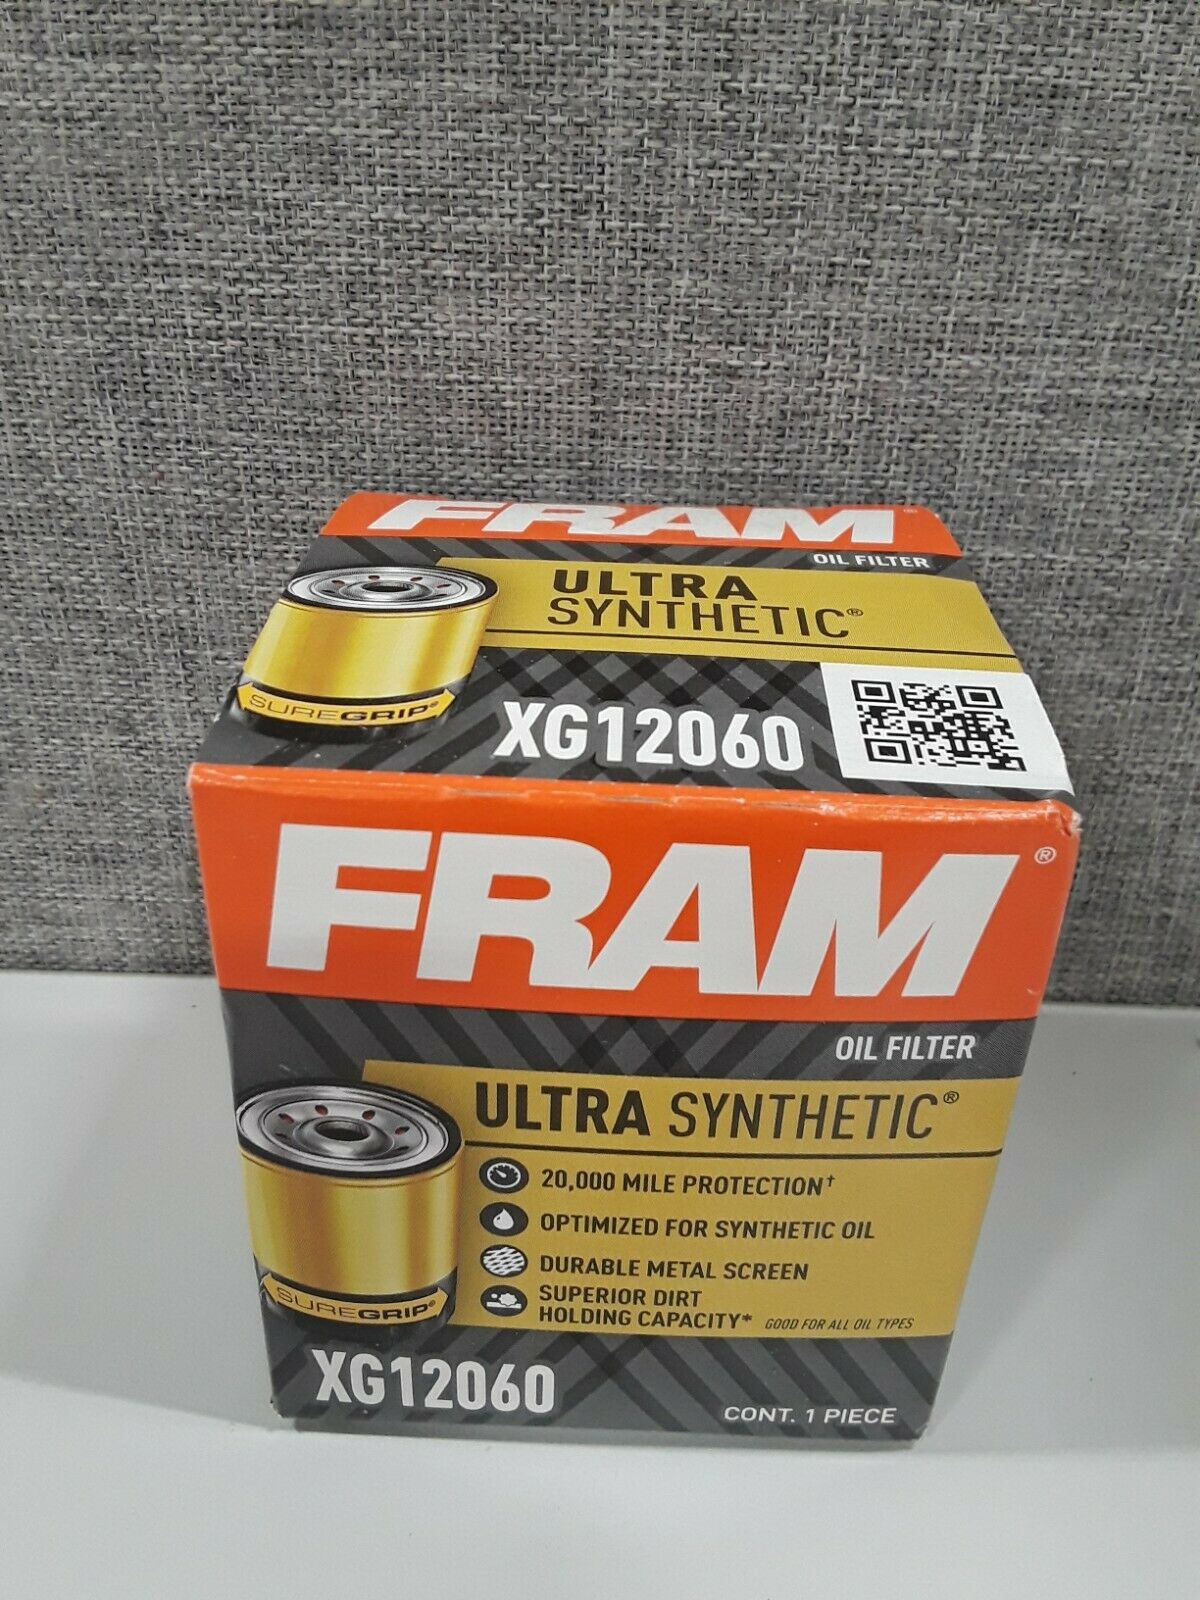 FRAM®
OIL FILTER
ULTRA
SYNTHETIC®
SUREGRIP®
XG12060
FRAM®
OIL FILTER
ULTRA SYNTHETIC®
20,000 MILE PROTECTION†
OPTIMIZED FOR SYNTHETIC OIL
DURABLE METAL SCREEN
SUPERIOR DIRT
HOLDING CAPACITY* GOOD FOR ALL OIL TYPES
SUREGRIP®
XG12060
CONT. 1 PIECE